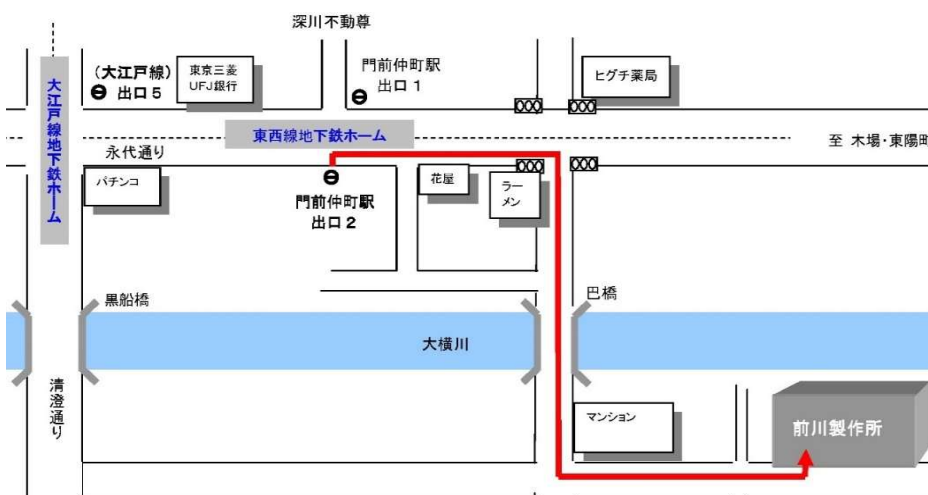 深川不動尊
(大江戸線)
出口5
東京三菱
UFJ銀行
門前仲町駅
出口1
ヒグチ薬局
大江戸線地下鉄ホーム
東西線地下鉄ホーム
至 木場・東陽町
永代通り
パチンコ
門前仲町駅
出口2
花屋
ラー
メン
黒船橋
巴橋
大横川
清澄通り
マンション
前川製作所